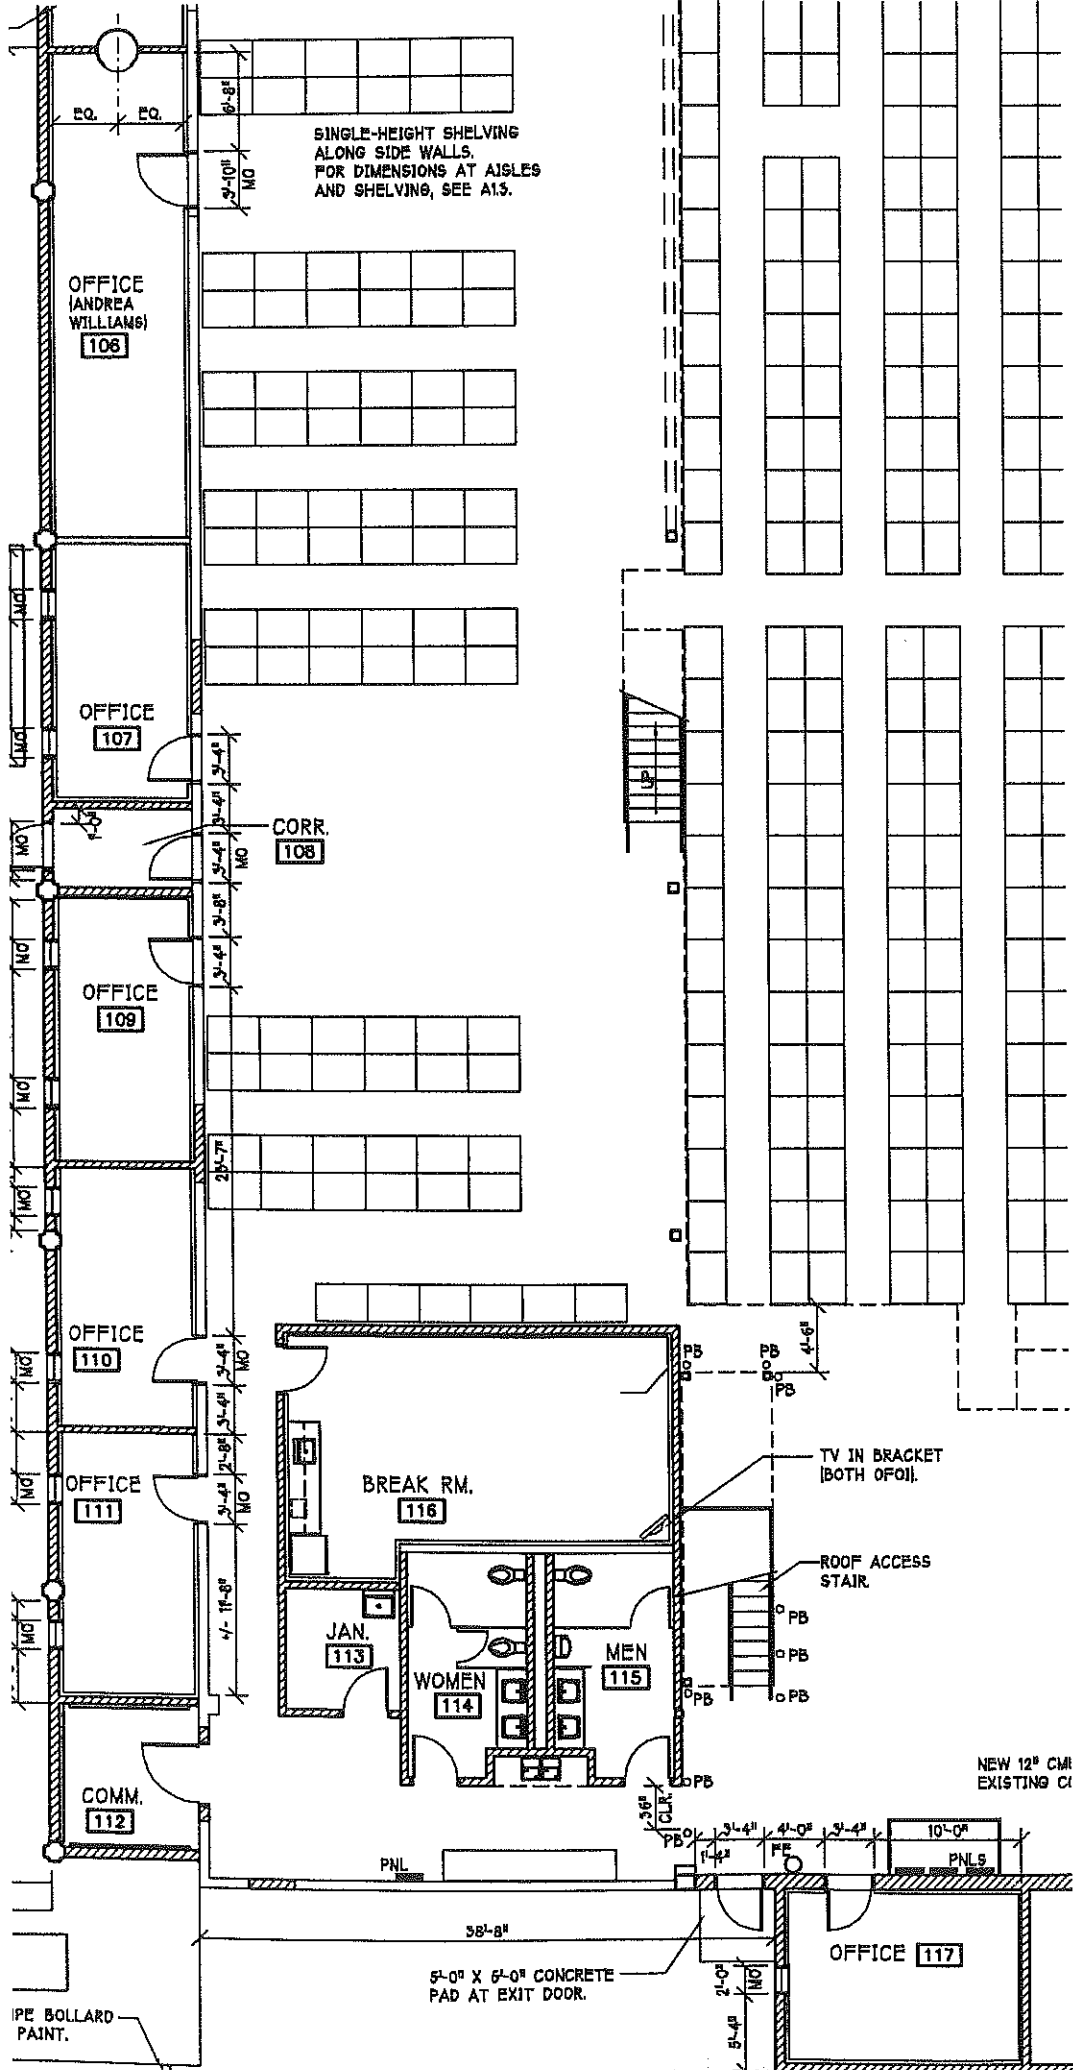 EQ.
EQ.
6'-8"
SINGLE-HEIGHT SHELVING
ALONG SIDE WALLS.
FOR DIMENSIONS AT AISLES
AND SHELVING, SEE A1.3.
3'-10"
MO
OFFICE
(ANDREA
WILLIAMS)
106
MO
OFFICE
107
MO
3'-4"
UP
3'-4"
CORR.
108
MO
3'-4"
MO
3'-8"
MO
3'-4"
OFFICE
109
MO
23'-7"
MO
OFFICE
110
MO
3'-4"
MO
3'-4"
PB
PB
PB
4'-6"
2'-8"
TV IN BRACKET
(BOTH OFOI).
OFFICE
111
MO
3'-4"
MO
BREAK RM.
116
ROOF ACCESS
STAIR.
+/- 11'-8"
MO
JAN.
113
WOMEN
114
MEN
115
PB
PB
PB
PB
NEW 12" CM
EXISTING C
COMM.
112
PB
36"
CLR.
PB
1'-4"
3'-4"
4'-0"
3'-4"
10'-0"
FE
PNL
PNLS
38'-8"
OFFICE 117
5'-0" X 5'-0" CONCRETE
PAD AT EXIT DOOR.
2'-0"
MO
5'-4"
IPE BOLLARD
PAINT.